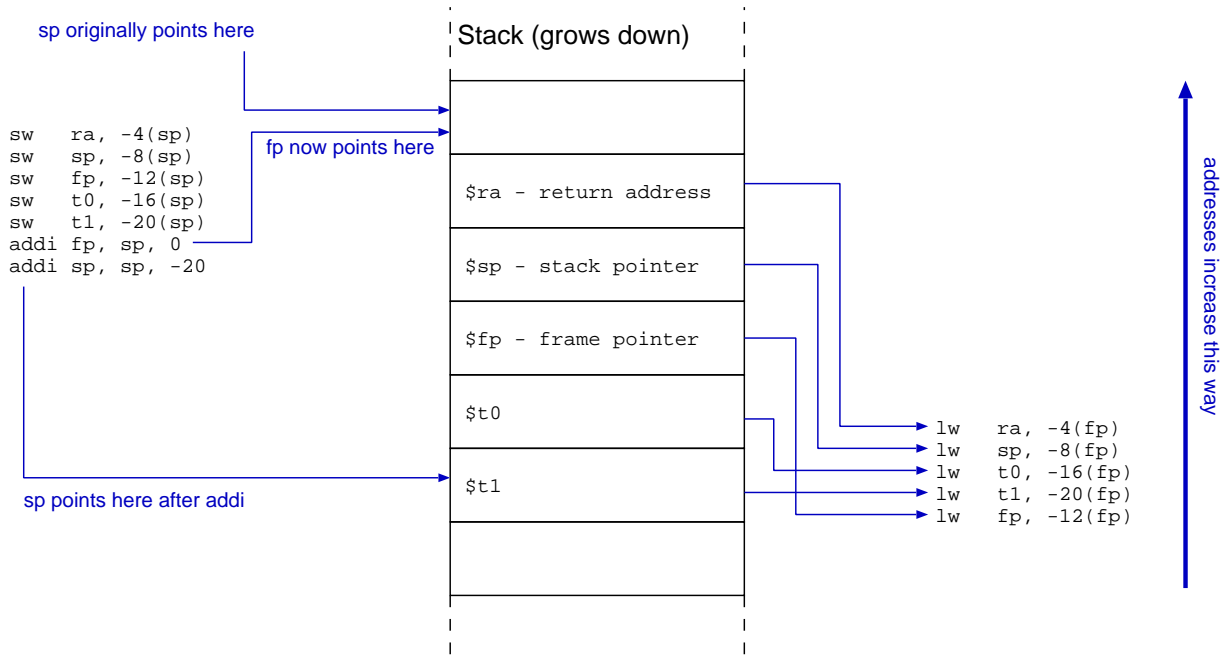 sp originally points here
Stack (grows down)
sw ra, -4(sp)
sw sp, -8(sp)
sw fp, -12(sp)
sw t0, -16(sp)
sw t1, -20(sp)
addi fp, sp, 0
addi sp, sp, -20
fp now points here
$ra - return address
$sp - stack pointer
$fp - frame pointer
$t0
$t1
sp points here after addi
lw ra, -4(fp)
lw sp, -8(fp)
lw t0, -16(fp)
lw t1, -20(fp)
lw fp, -12(fp)
addresses increase this way